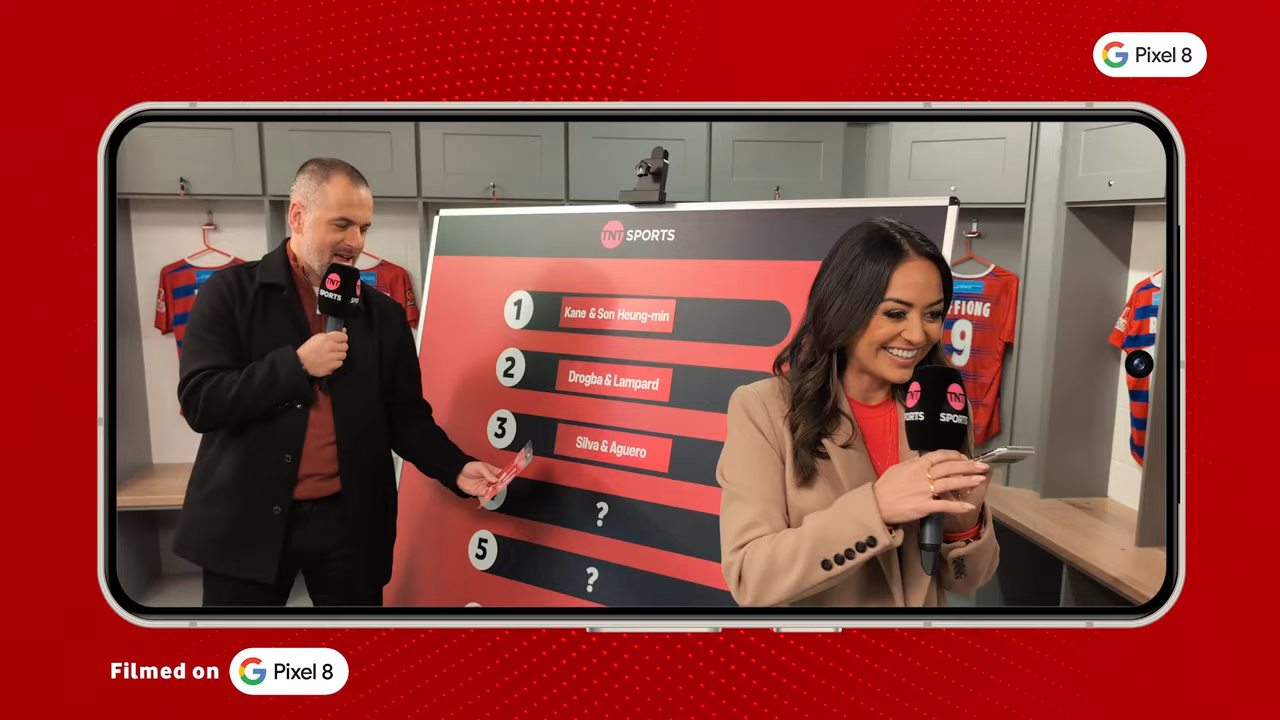 Pixel 8
TNT SPORTS
1 Kane & Son Heung-min
2 Drogba & Lampard
3 Silva & Aguero
?
5 ?
TNT
SPORTS
FIONG
9
TNT
SPORTS
Filmed on Pixel 8